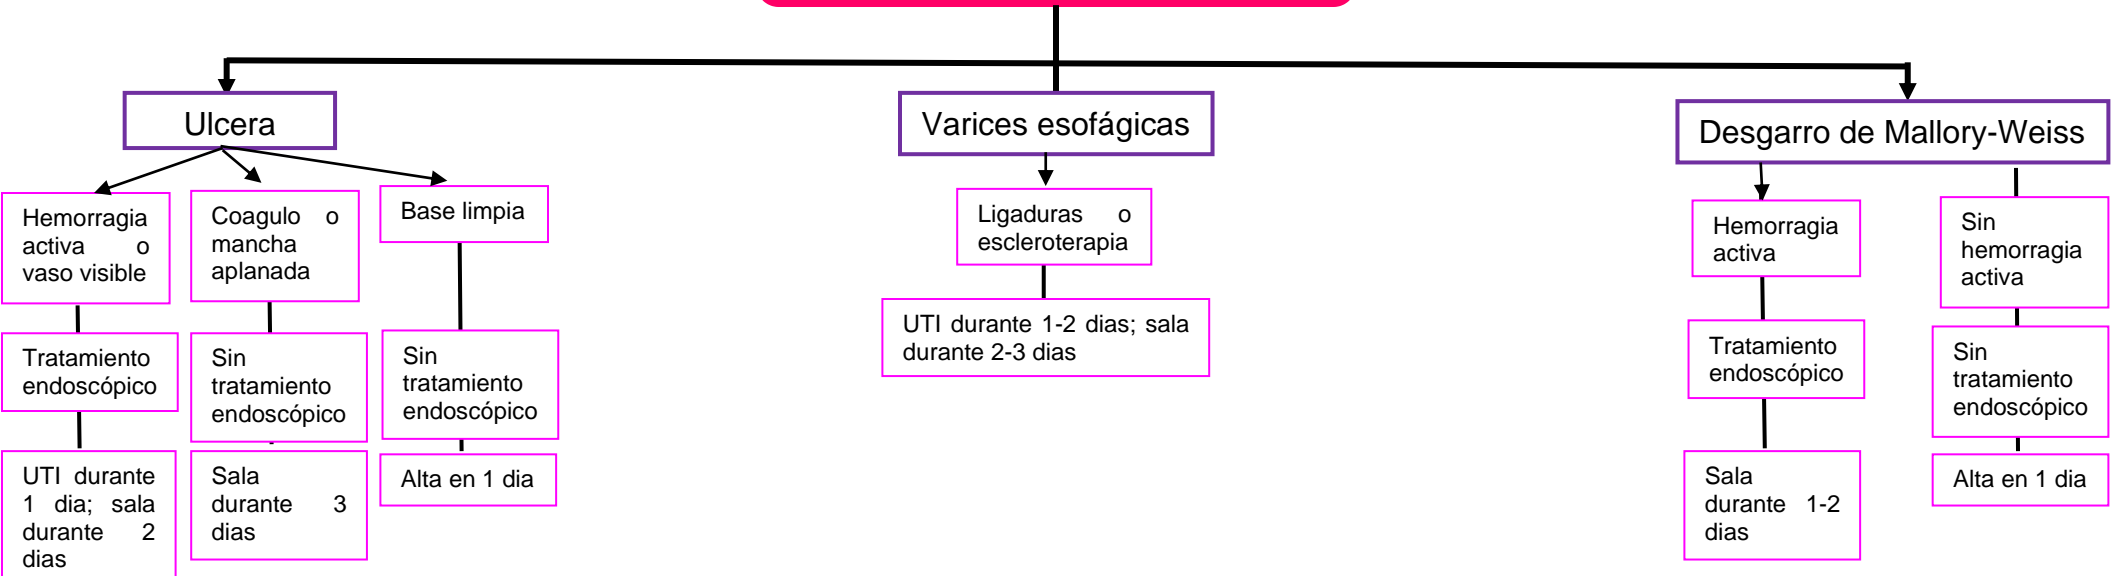 Ulcera
Varices esofágicas
Desgarro de Mallory-Weiss
Hemorragia
activa o
vaso visible
Coagulo o
mancha
aplanada
Base limpia
Ligaduras o
escleroterapia
Hemorragia
activa
Sin
hemorragia
activa
Tratamiento
endoscópico
Sin
tratamiento
endoscópico
Sin
tratamiento
endoscópico
UTI durante 1-2 dias; sala
durante 2-3 dias
Tratamiento
endoscópico
Sin
tratamiento
endoscópico
UTI durante
1 dia; sala
durante 2
dias
Sala
durante 3
dias
Alta en 1 dia
Sala
durante 1-2
dias
Alta en 1 dia